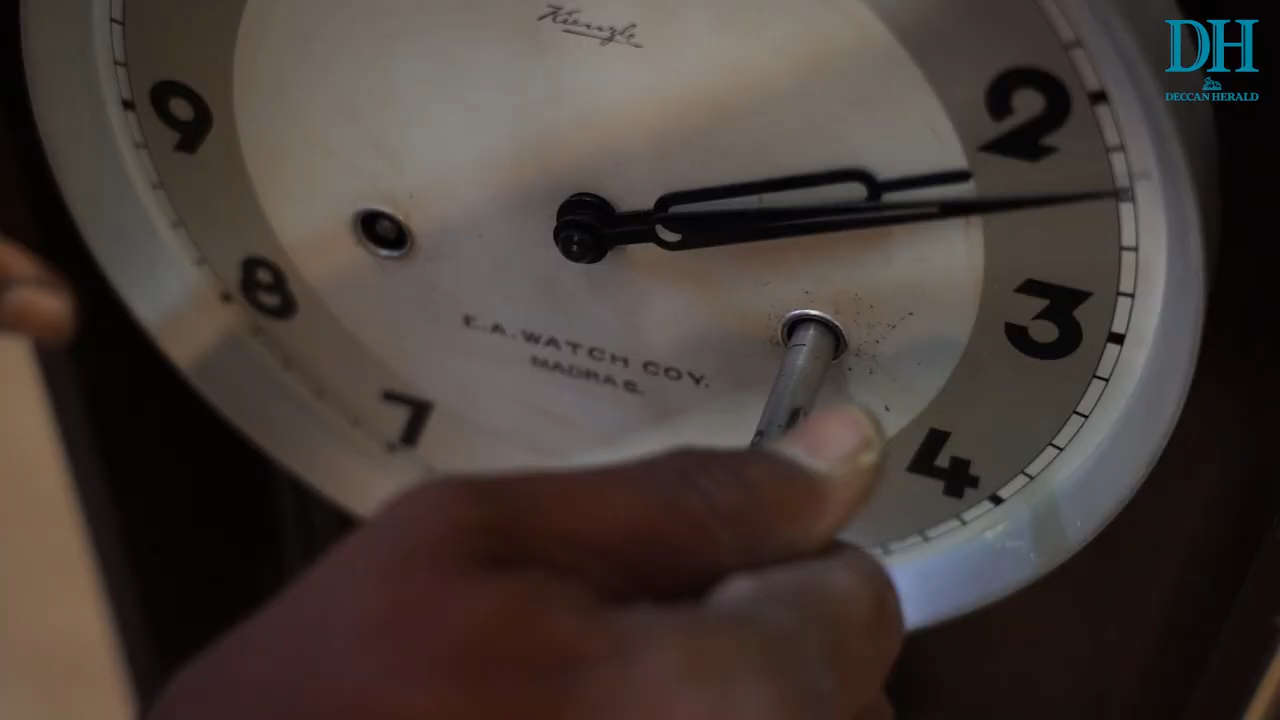 Kienzle
DH
DECCAN HERALD
9
2
8
3
E.A. WATCH COY.
MADRAS.
7
4